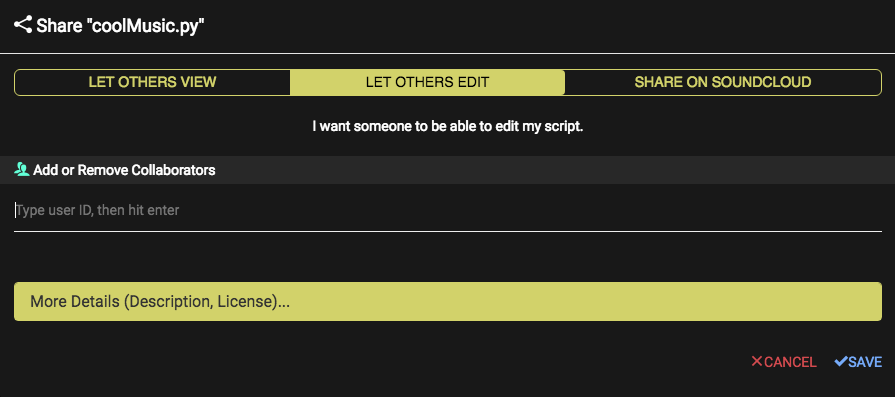 Share "coolMusic.py"
LET OTHERS VIEW LET OTHERS EDIT SHARE ON SOUNDCLOUD
I want someone to be able to edit my script.
Add or Remove Collaborators
Type user ID, then hit enter
More Details (Description, License)...
CANCEL SAVE